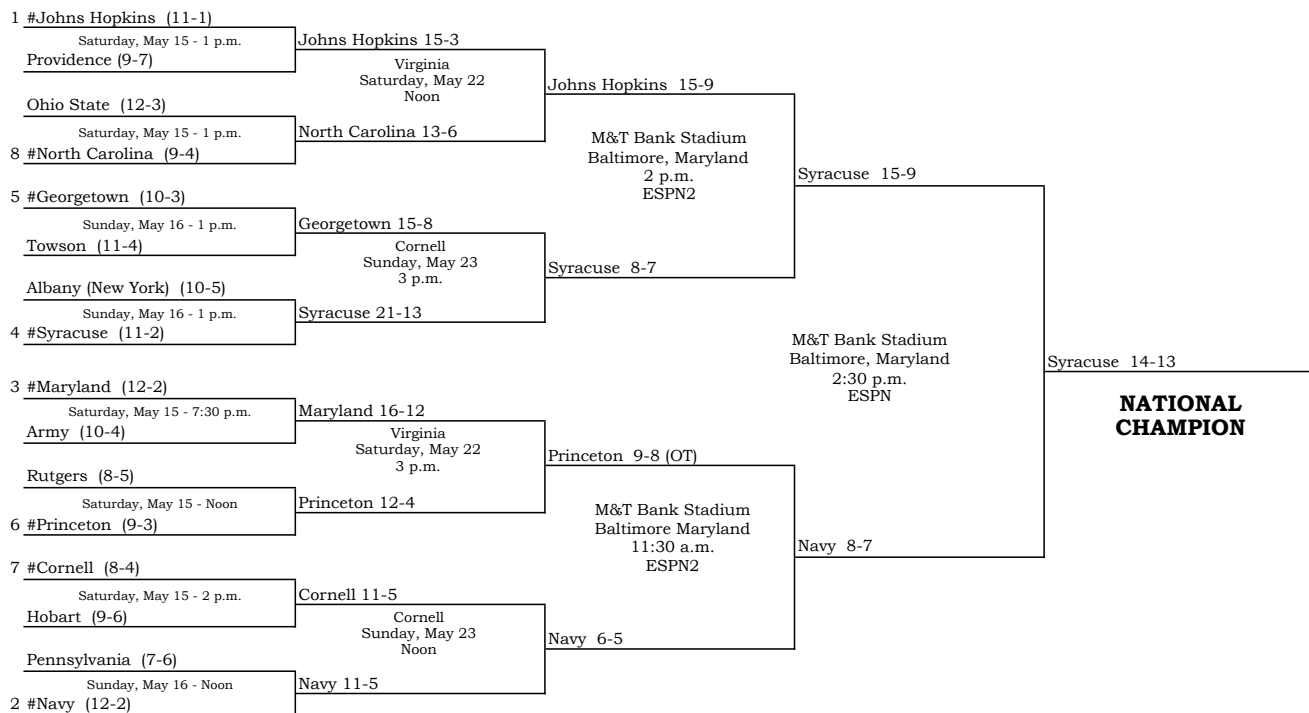 1 #Johns Hopkins (11-1)
Saturday, May 15 - 1 p.m.
Providence (9-7)
Ohio State (12-3)
Saturday, May 15 - 1 p.m.
8 #North Carolina (9-4)
5 #Georgetown (10-3)
Sunday, May 16 - 1 p.m.
Towson (11-4)
Albany (New York) (10-5)
Sunday, May 16 - 1 p.m.
4 #Syracuse (11-2)
3 #Maryland (12-2)
Saturday, May 15 - 7:30 p.m.
Army (10-4)
Rutgers (8-5)
Saturday, May 15 - Noon
6 #Princeton (9-3)
7 #Cornell (8-4)
Saturday, May 15 - 2 p.m.
Hobart (9-6)
Pennsylvania (7-6)
Sunday, May 16 - Noon
2 #Navy (12-2)
Johns Hopkins 15-3
Virginia
Saturday, May 22
Noon
North Carolina 13-6
Georgetown 15-8
Cornell
Sunday, May 23
3 p.m.
Syracuse 21-13
Maryland 16-12
Virginia
Saturday, May 22
3 p.m.
Princeton 12-4
Cornell 11-5
Cornell
Sunday, May 23
Noon
Navy 11-5
Johns Hopkins 15-9
M&T Bank Stadium
Baltimore, Maryland
2 p.m.
ESPN2
Syracuse 8-7
Princeton 9-8 (OT)
M&T Bank Stadium
Baltimore Maryland
11:30 a.m.
ESPN2
Navy 6-5
Syracuse 15-9
M&T Bank Stadium
Baltimore, Maryland
2:30 p.m.
ESPN
Navy 8-7
Syracuse 14-13
NATIONAL
CHAMPION